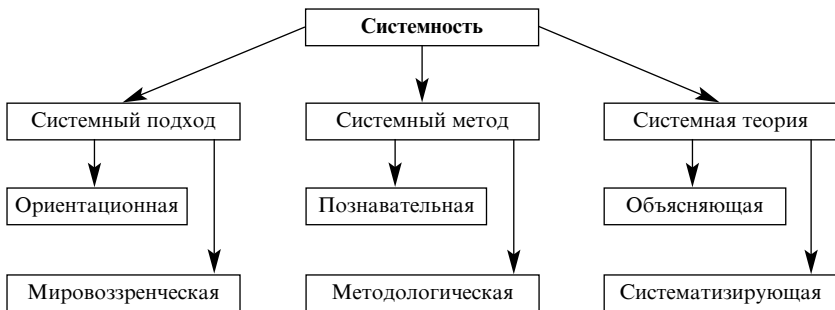 Системность
Системный подход
Системный метод
Системная теория
Ориентационная
Познавательная
Объясняющая
Мировоззренческая
Методологическая
Систематизирующая